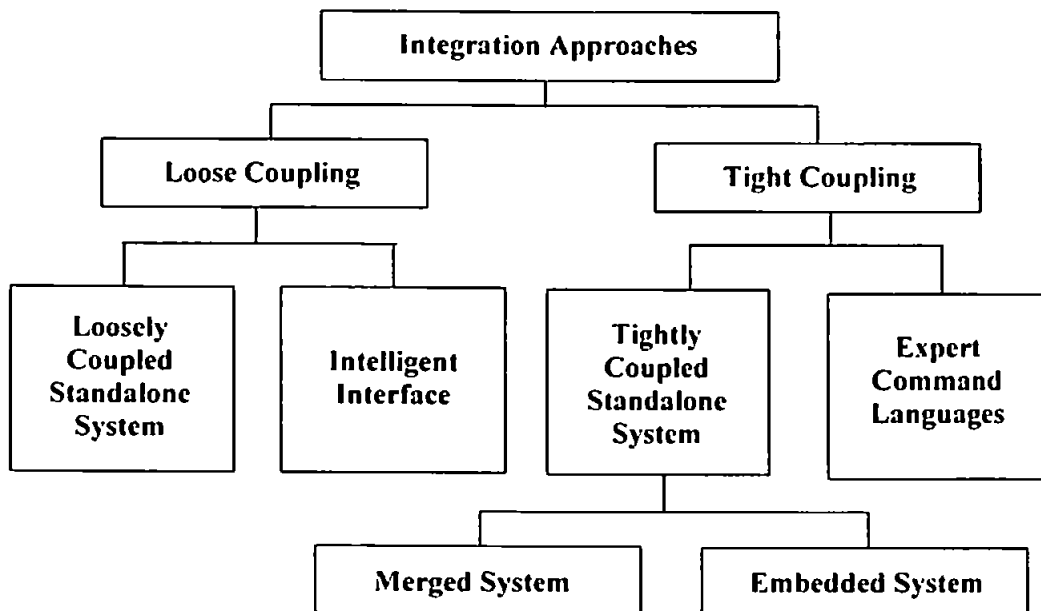 Integration Approaches
Loose Coupling
Tight Coupling
Loosely
Coupled
Standalone
System
Intelligent
Interface
Tightly
Coupled
Standalone
System
Expert
Command
Languages
Merged System
Embedded System